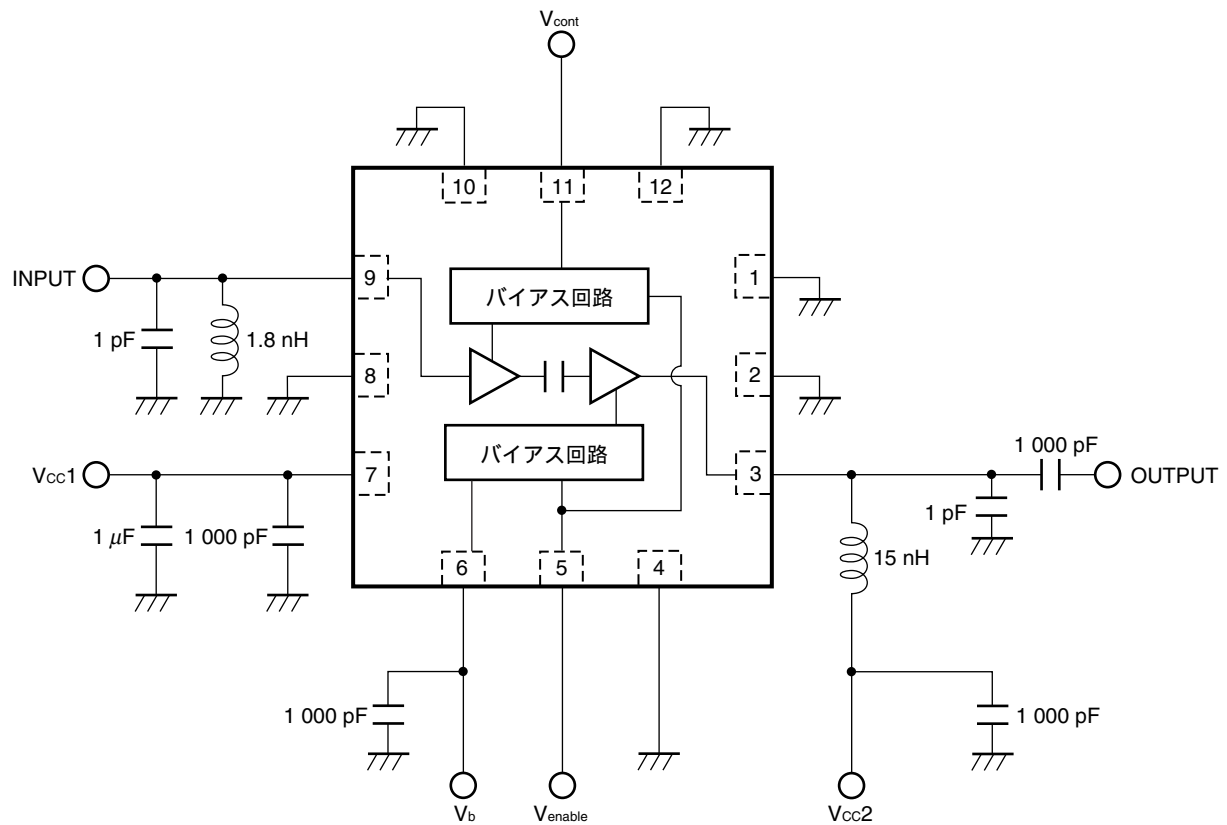 Vcont
10
11
12
INPUT
9
バイアス回路
1
1 pF
1.8 nH
8
2
バイアス回路
1 000 pF
VCC1
7
3
OUTPUT
1 μF
1 000 pF
1 pF
6
5
4
15 nH
1 000 pF
1 000 pF
Vb
Venable
VCC2